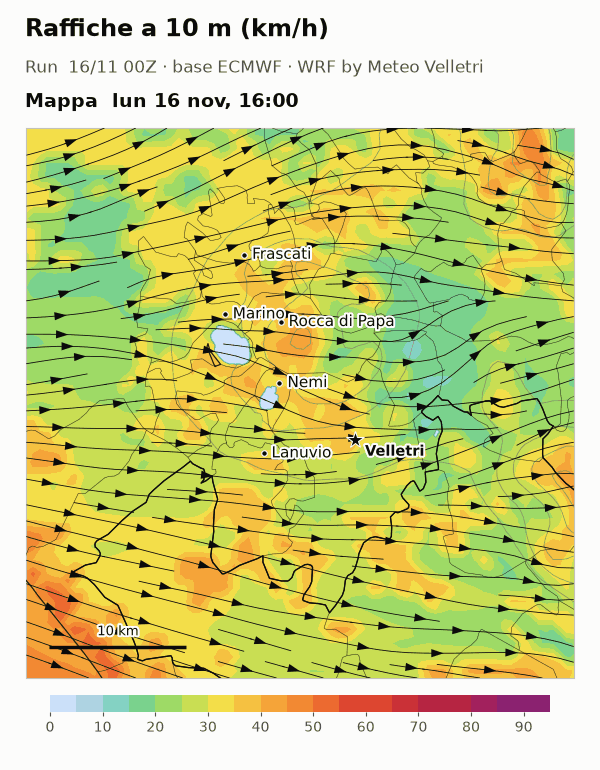 Raffiche a 10 m (km/h)
Run 16/11 00Z · base ECMWF · WRF by Meteo Velletri
Mappa lun 16 nov, 16:00
Frascati
Marino
Rocca di Papa
Nemi
Velletri
Lanuvio
10 km
0 10 20 30 40 50 60 70 80 90